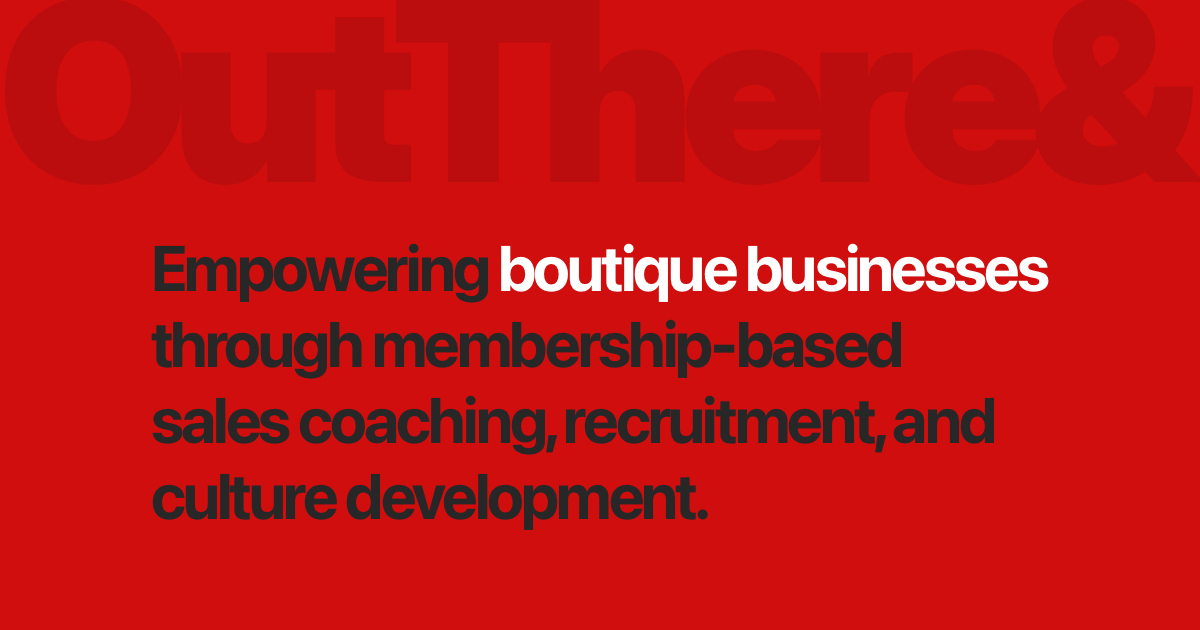 OutThere&
Empowering boutique businesses
through membership-based
sales coaching, recruitment, and
culture development.